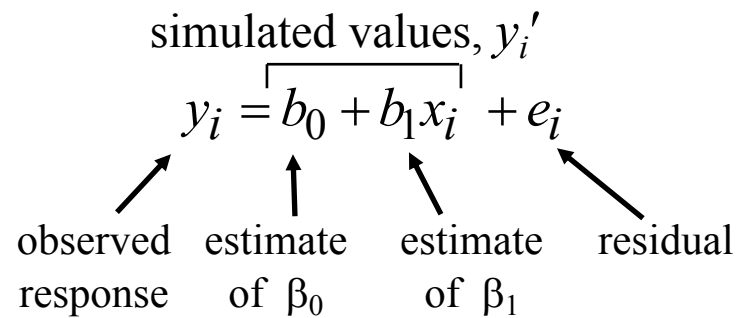 simulated values, yᵢ′
yᵢ = b₀ + b₁xᵢ + eᵢ
observed estimate estimate residual
response of β₀ of β₁